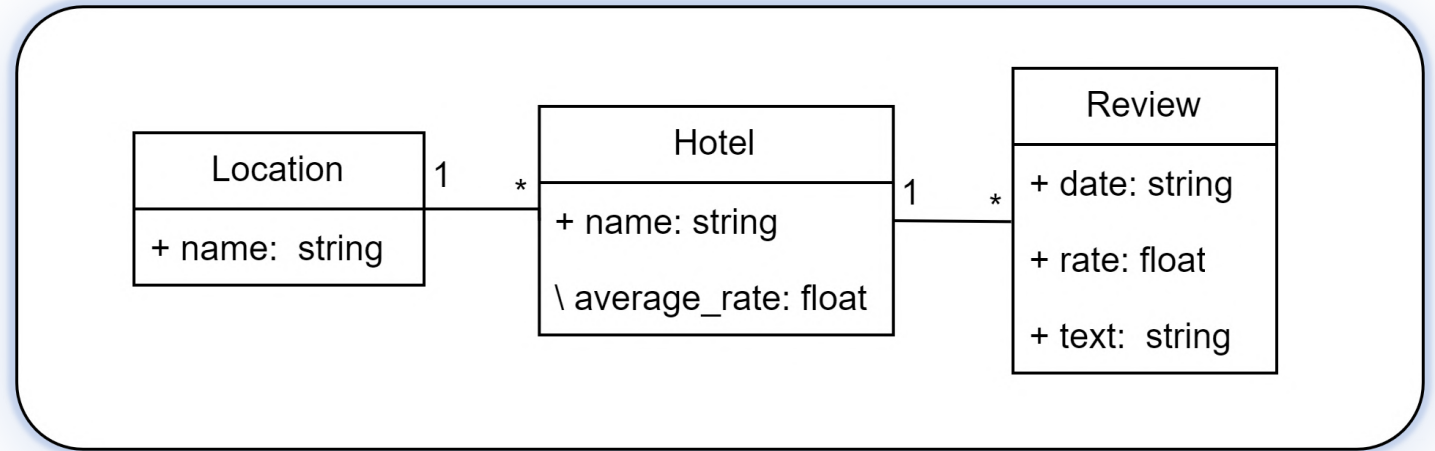 Location
+ name:  string
1
*
Hotel
+ name: string
\ average_rate: float
1
*
Review
+ date: string
+ rate: float
+ text:  string